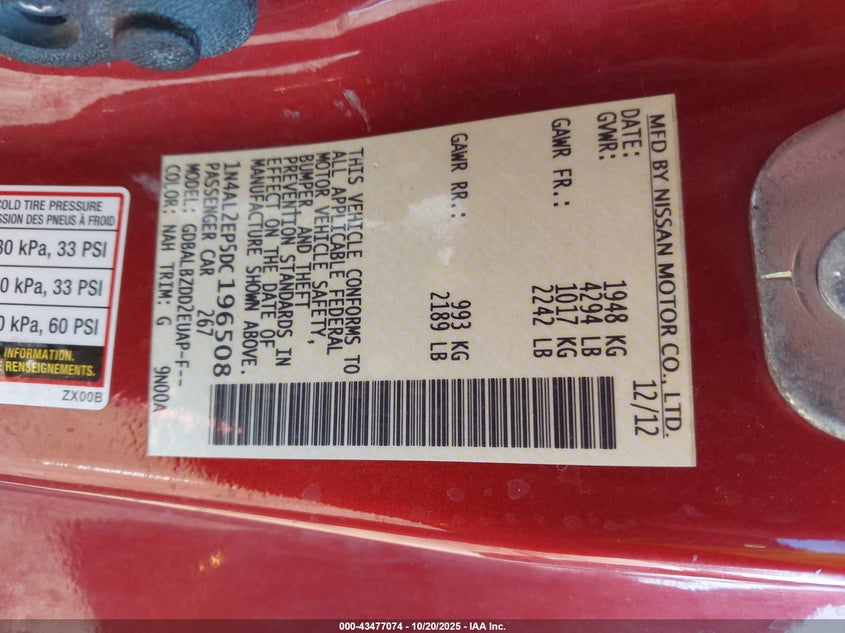 MFD BY NISSAN MOTOR CO., LTD.
DATE: 12/12
GVWR: 1948 KG
4294 LB
GAWR FR.: 1017 KG
2242 LB
GAWR RR.: 993 KG
2189 LB
THIS VEHICLE CONFORMS TO
ALL APPLICABLE FEDERAL
MOTOR VEHICLE SAFETY,
BUMPER, AND THEFT
PREVENTION STANDARDS IN
EFFECT ON THE DATE OF
MANUFACTURE SHOWN ABOVE.
1N4AL2EP5DC196508
PASSENGER CAR 267
MODEL: GDBALBZDD2EUAP-F--
COLOR: NAH TRIM: G 9N00A
COLD TIRE PRESSURE
SSION DES PNEUS À FROID
30 kPa, 33 PSI
0 kPa, 33 PSI
0 kPa, 60 PSI
INFORMATION.
RENSEIGNEMENTS.
ZX00B
000-43477074 | 10/20/2025 - IAA Inc.